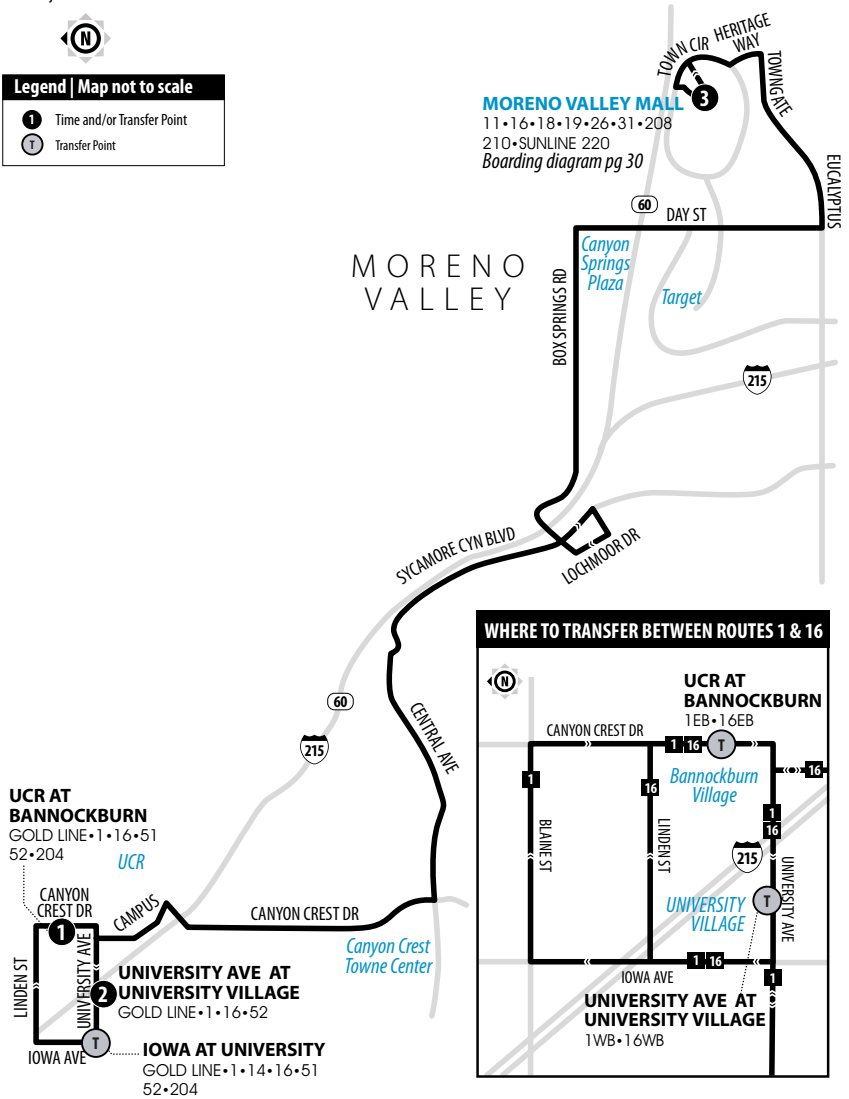 N
Legend | Map not to scale
1 Time and/or Transfer Point
T Transfer Point
TOWN CIR
HERITAGE
WAY
TOWNGATE
EUCALYPTUS
MORENO VALLEY MALL
3
11•16•18•19•26•31•208
210•SUNLINE 220
Boarding diagram pg 30
60
DAY ST
Canyon
Springs
Plaza
Target
MORENO
VALLEY
BOX SPRINGS RD
215
SYCAMORE CYN BLVD
LOCHMOOR DR
60
215
CENTRAL AVE
UCR AT
BANNOCKBURN
GOLD LINE•1•16•51
52•204
UCR
CANYON
CREST DR
1
CAMPUS
CANYON CREST DR
Canyon Crest
Towne Center
LINDEN ST
UNIVERSITY AVE
2
UNIVERSITY AVE AT
UNIVERSITY VILLAGE
GOLD LINE•1•16•52
IOWA AVE
T
IOWA AT UNIVERSITY
GOLD LINE•1•14•16•51
52•204
WHERE TO TRANSFER BETWEEN ROUTES 1 & 16
N
UCR AT
BANNOCKBURN
1EB•16EB
CANYON CREST DR
1 16
T
1
16
16
Bannockburn
Village
1
16
BLAINE ST
LINDEN ST
215
UNIVERSITY AVE
UNIVERSITY
VILLAGE
T
1 16
1
IOWA AVE
UNIVERSITY AVE AT
UNIVERSITY VILLAGE
1WB•16WB